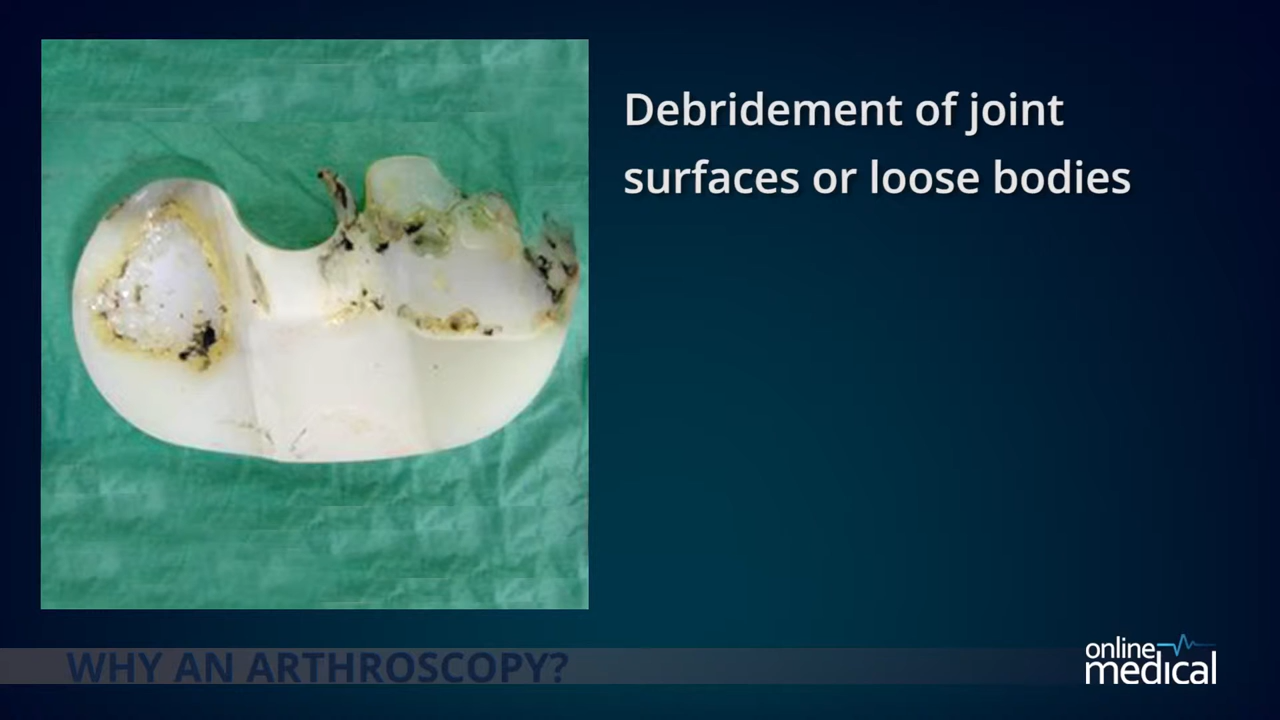 Debridement of joint
surfaces or loose bodies
WHY AN ARTHROSCOPY?
online
medical